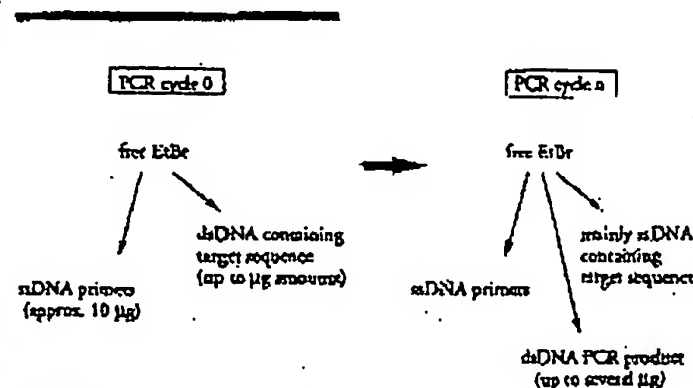 PCR cycle 0
free EtBr
ssDNA primers
(approx. 10 µg)
dsDNA containing
target sequence
(up to µg amounts)
PCR cycle n
free EtBr
ssDNA primers
mainly ssDNA
containing
target sequence
dsDNA PCR product
(up to several µg)